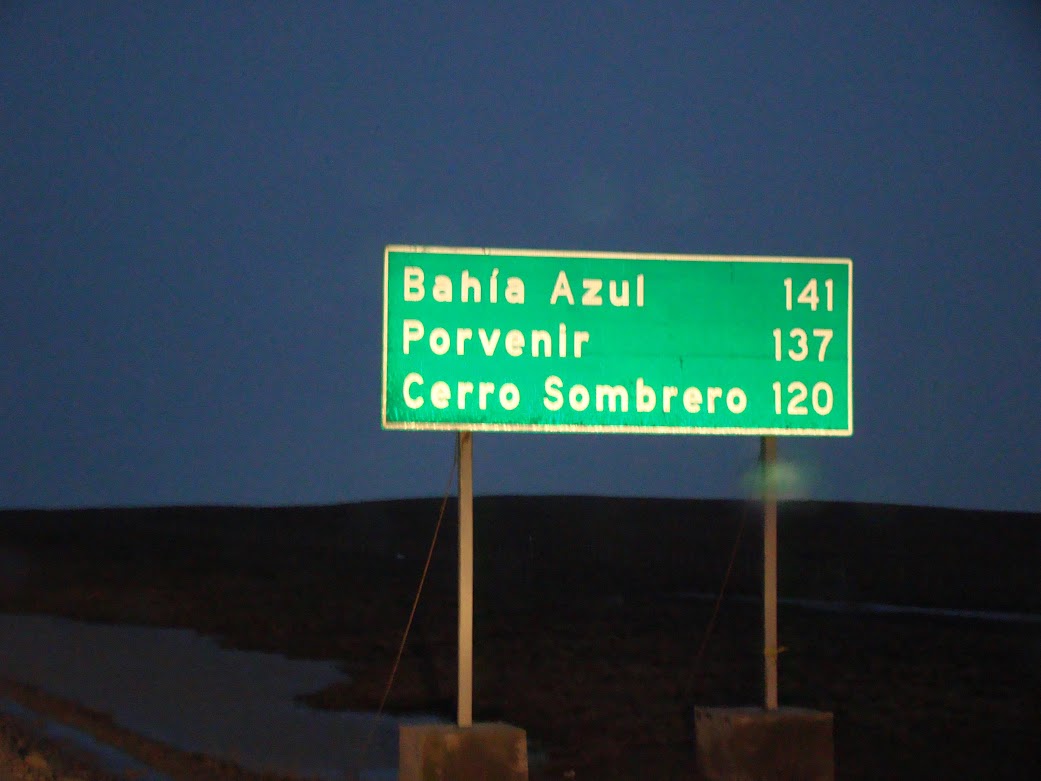 Bahía Azul 141
Porvenir 137
Cerro Sombrero 120